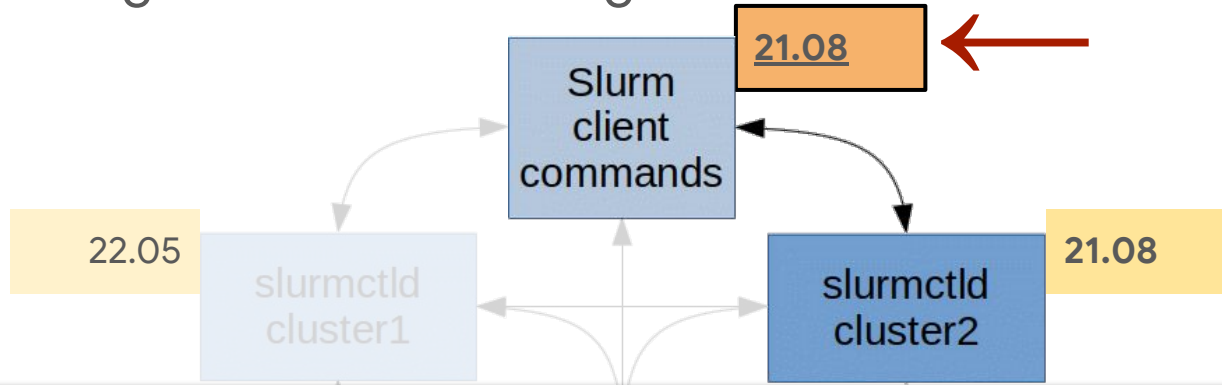 21.08
Slurm
client
commands
22.05
slurmctld
cluster1
slurmctld
cluster2
21.08